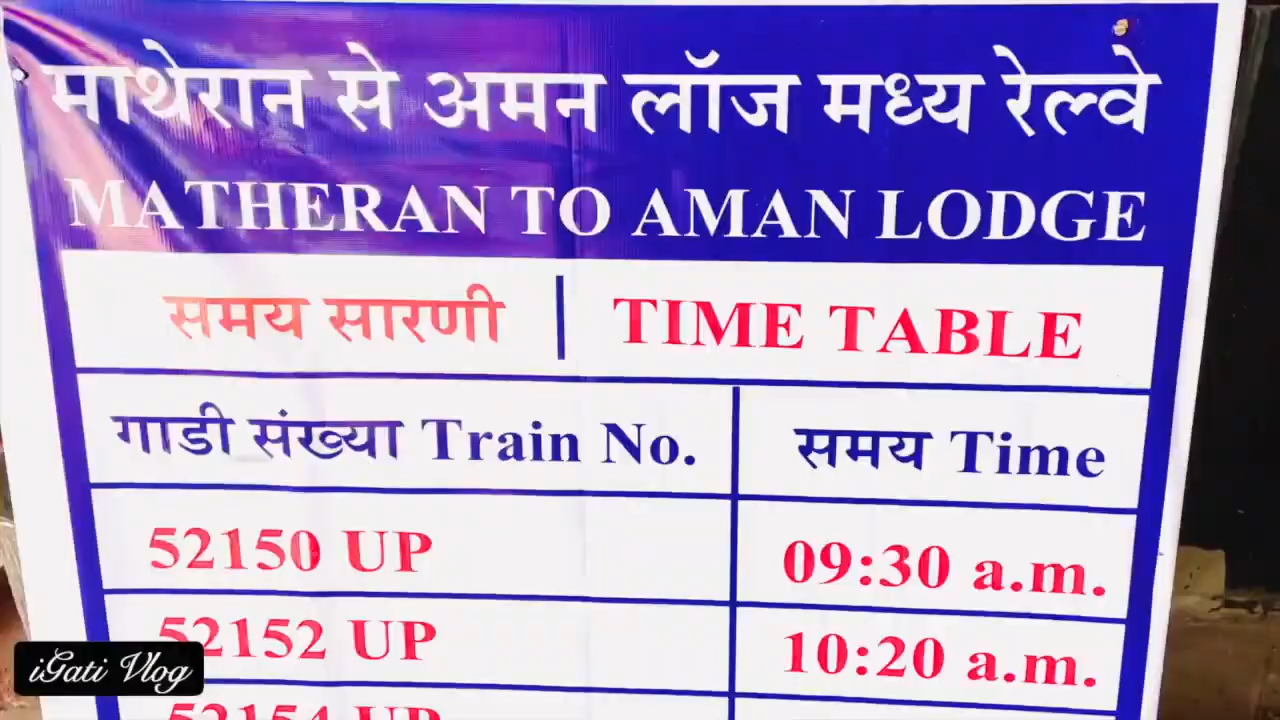 माथेरान से अमन लॉज मध्य रेल्वे
MATHERAN TO AMAN LODGE
समय सारणी | TIME TABLE
गाडी संख्या Train No. समय Time
52150 UP 09:30 a.m.
52152 UP 10:20 a.m.
52154 UP
iGati Vlog